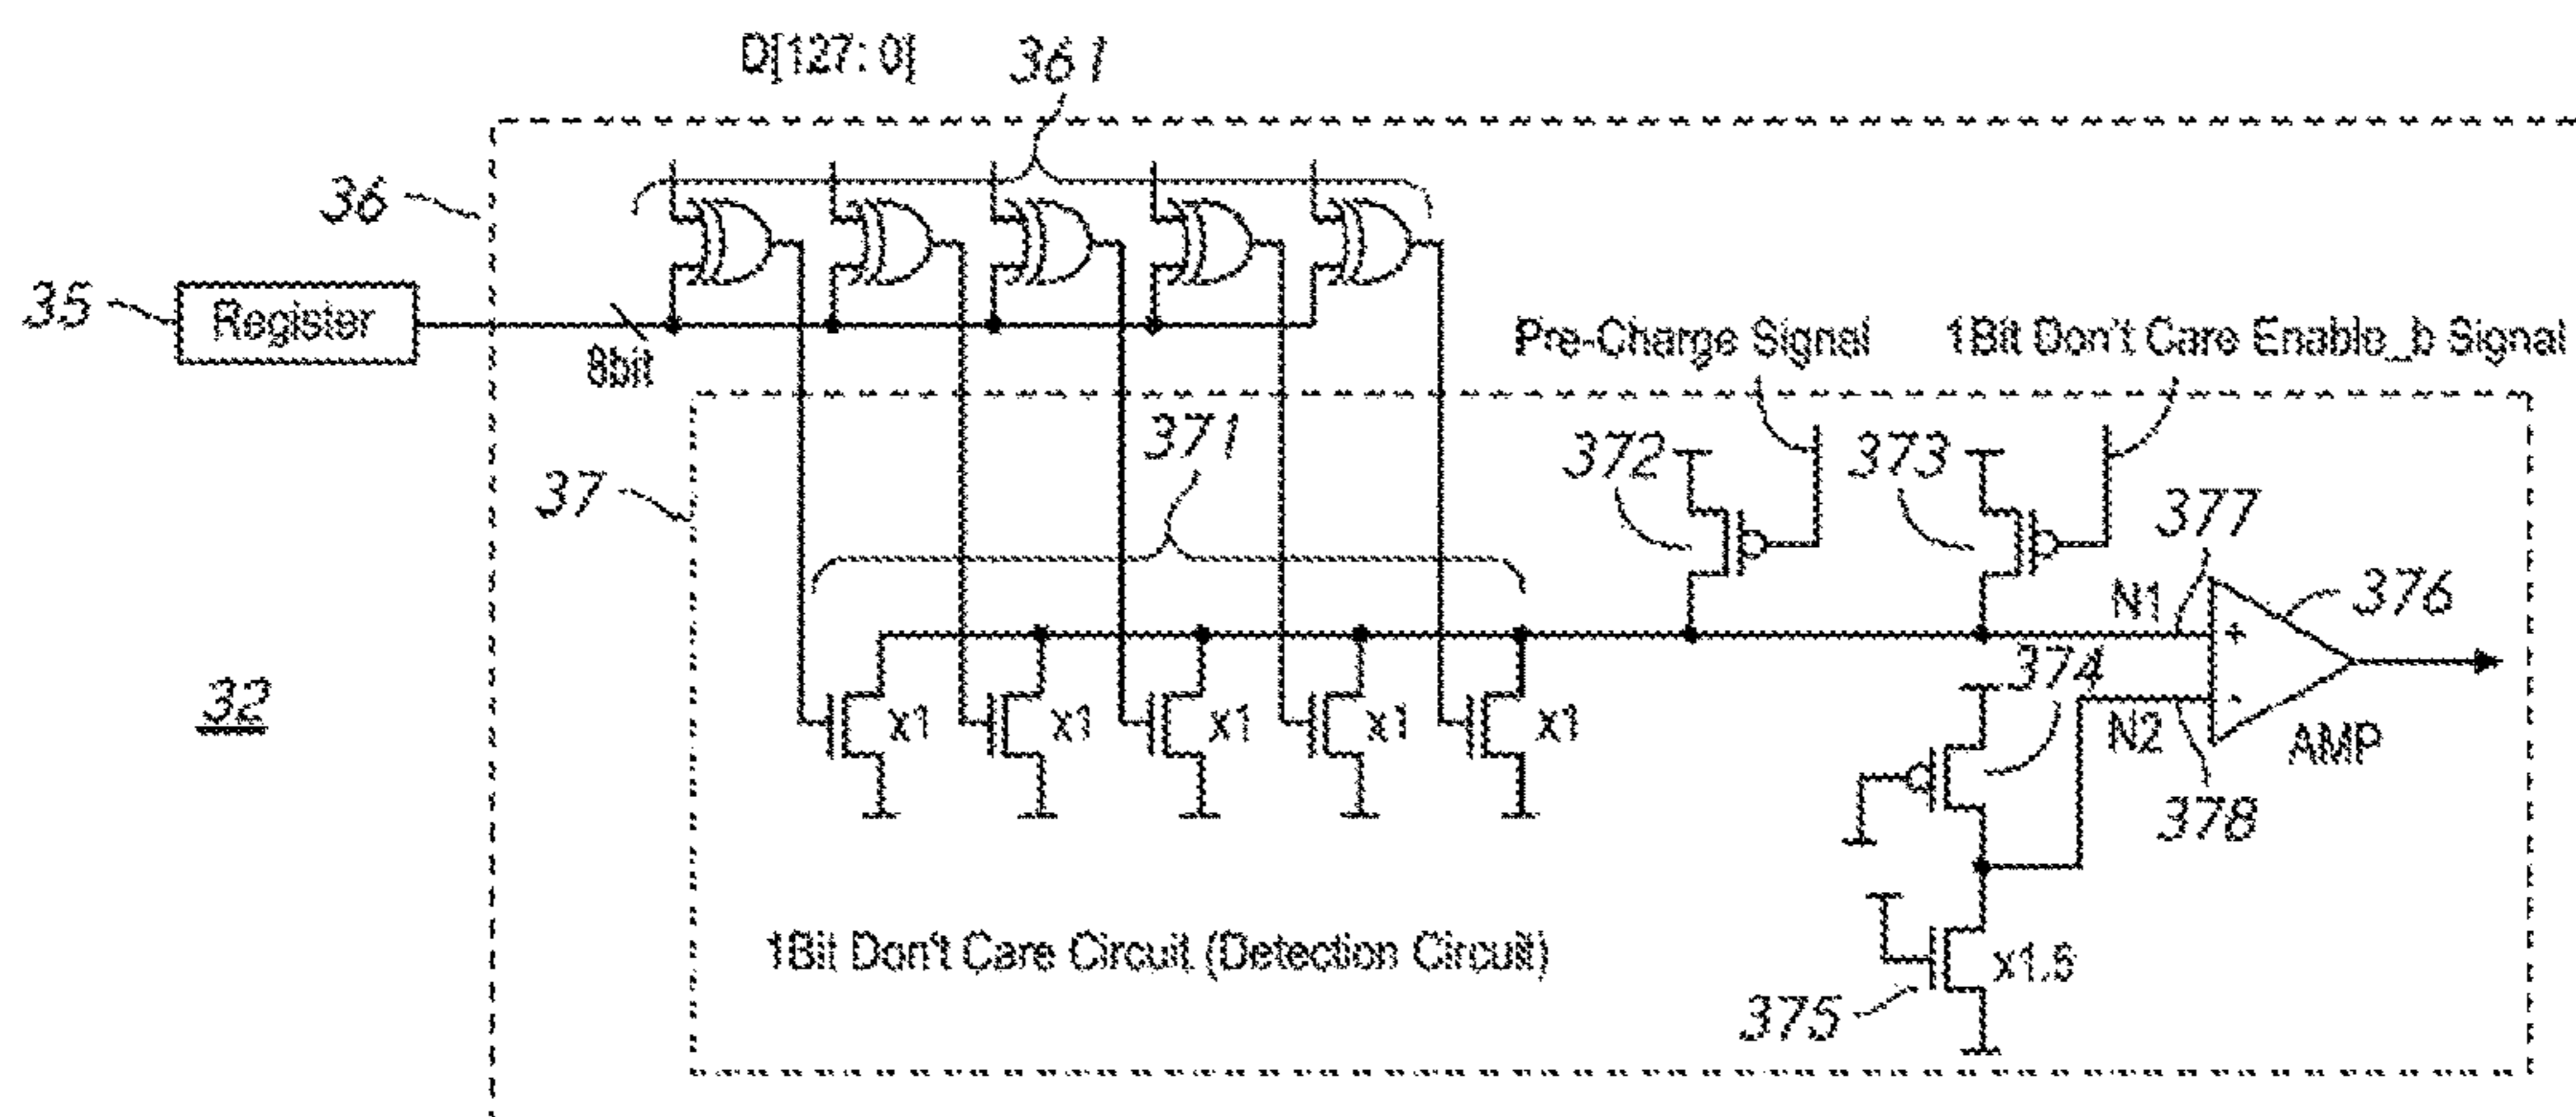 D[127:0]
361
36
35
Register
8bit
Pre-Charge Signal
1Bit Don't Care Enable_b Signal
371
372
373
377
37
N1
376
+
374
32
x1
x1
x1
x1
x1
-
N2
AMP
378
1Bit Don't Care Circuit (Detection Circuit)
x1.5
375